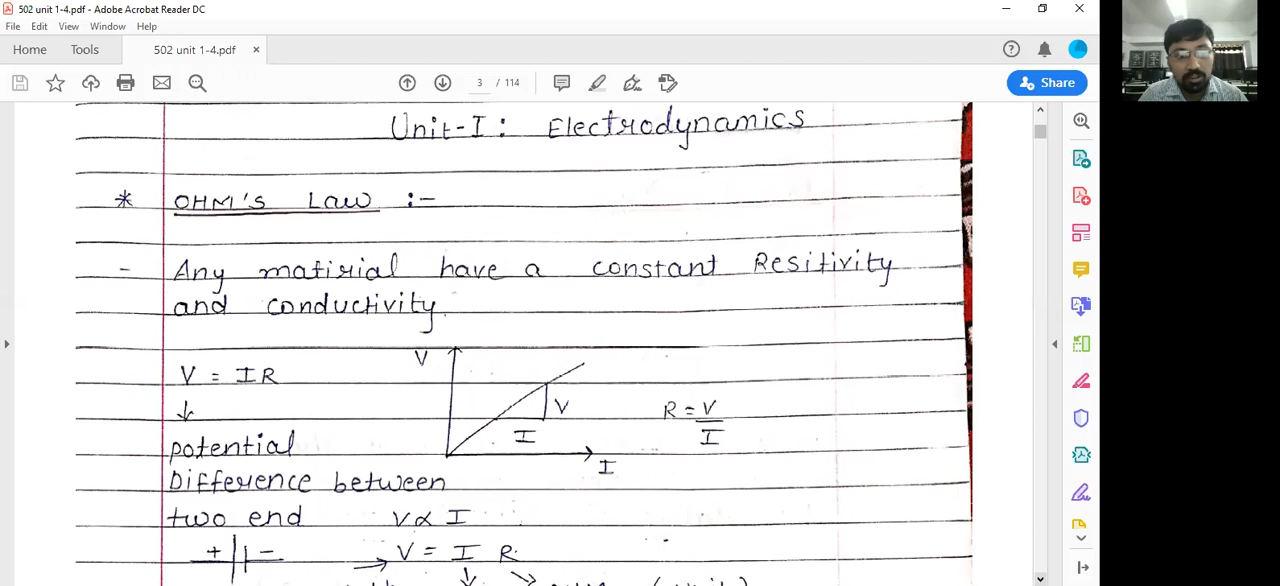 502 unit 1-4.pdf - Adobe Acrobat Reader DC
File Edit View Window Help
Home Tools 502 unit 1-4.pdf ×
3 / 114
Share
Unit-I: Electrodynamics
* OHM'S LAW :-
- Any matirial have a constant Resitivity
and conductivity.
V
V = IR
V
R = V
I
I
potential
I
Difference between
two end V ∝ I
+ -
→ V = I R